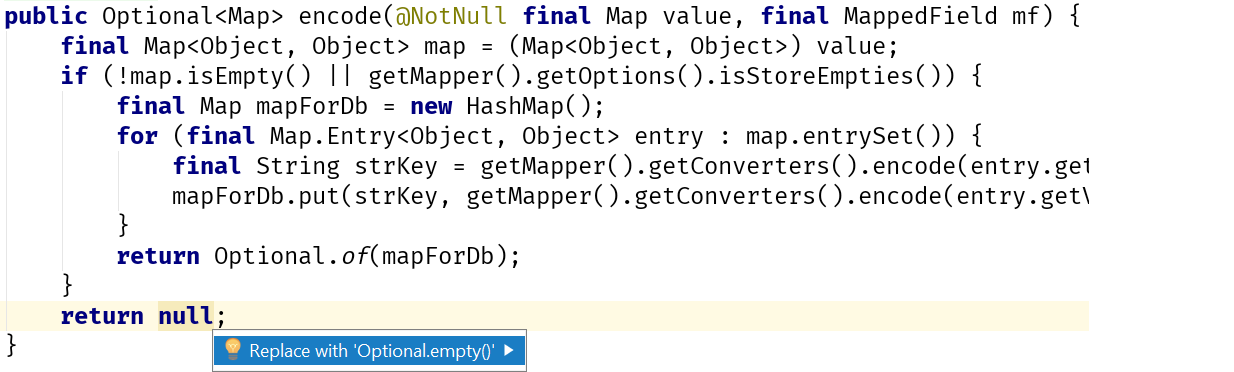 public Optional<Map> encode(@NotNull final Map value, final MappedField mf) {
final Map<Object, Object> map = (Map<Object, Object>) value;
if (!map.isEmpty() || getMapper().getOptions().isStoreEmpties()) {
final Map mapForDb = new HashMap();
for (final Map.Entry<Object, Object> entry : map.entrySet()) {
final String strKey = getMapper().getConverters().encode(entry.get
mapForDb.put(strKey, getMapper().getConverters().encode(entry.get
}
return Optional.of(mapForDb);
}
return null;
}
Replace with 'Optional.empty()'